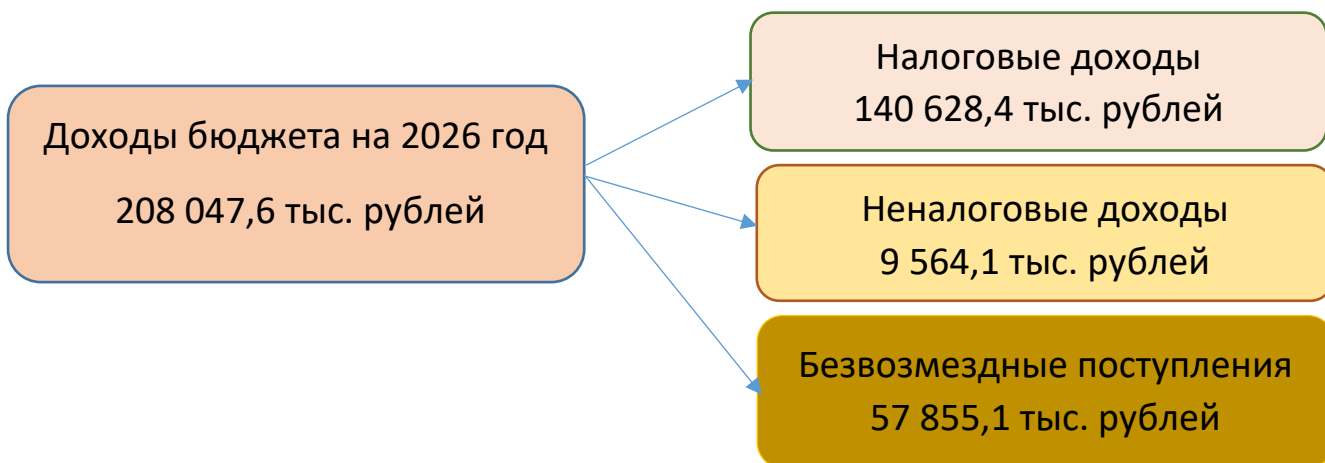 Доходы бюджета на 2026 год
208 047,6 тыс. рублей
Налоговые доходы
140 628,4 тыс. рублей
Неналоговые доходы
9 564,1 тыс. рублей
Безвозмездные поступления
57 855,1 тыс. рублей